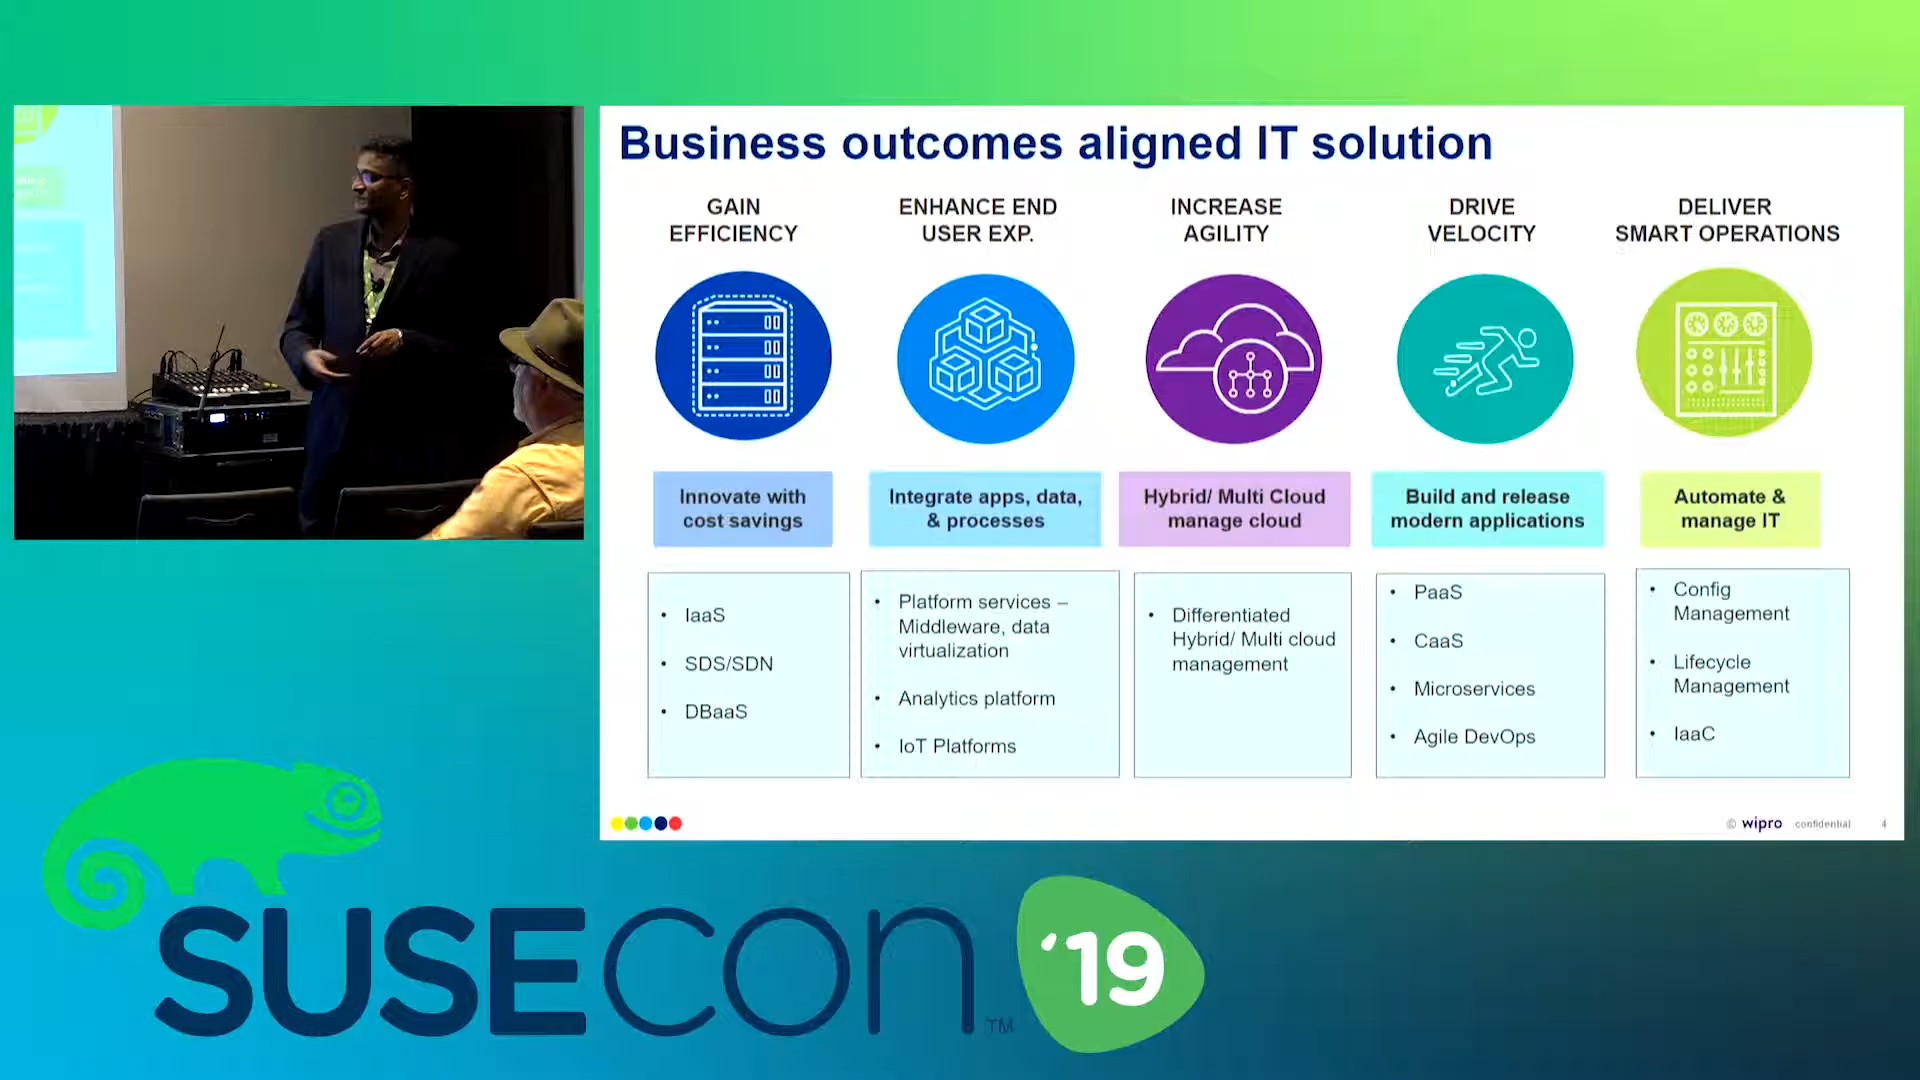 Business outcomes aligned IT solution
GAIN
EFFICIENCY
ENHANCE END
USER EXP.
INCREASE
AGILITY
DRIVE
VELOCITY
DELIVER
SMART OPERATIONS
Innovate with
cost savings
Integrate apps, data,
& processes
Hybrid/ Multi Cloud
manage cloud
Build and release
modern applications
Automate &
manage IT
• IaaS
• SDS/SDN
• DBaaS
• Platform services –
Middleware, data
virtualization
• Analytics platform
• IoT Platforms
• Differentiated
Hybrid/ Multi cloud
management
• PaaS
• CaaS
• Microservices
• Agile DevOps
• Config
Management
• Lifecycle
Management
• IaaC
© wipro confidential 4
SUSECON™ '19